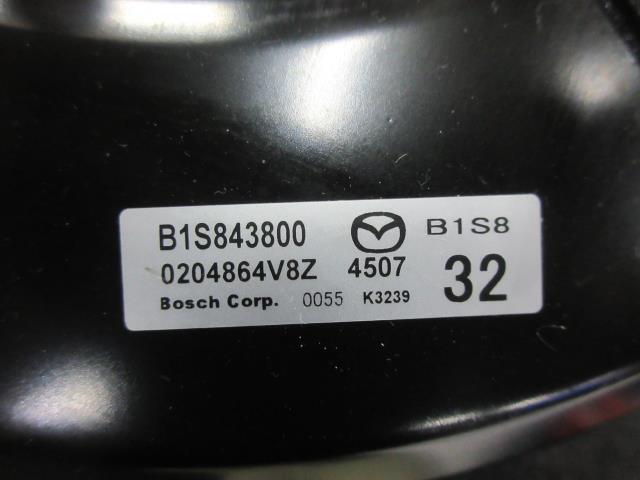 B1S843800 B1S8
0204864V8Z 4507 32
Bosch Corp. 0055 K3239